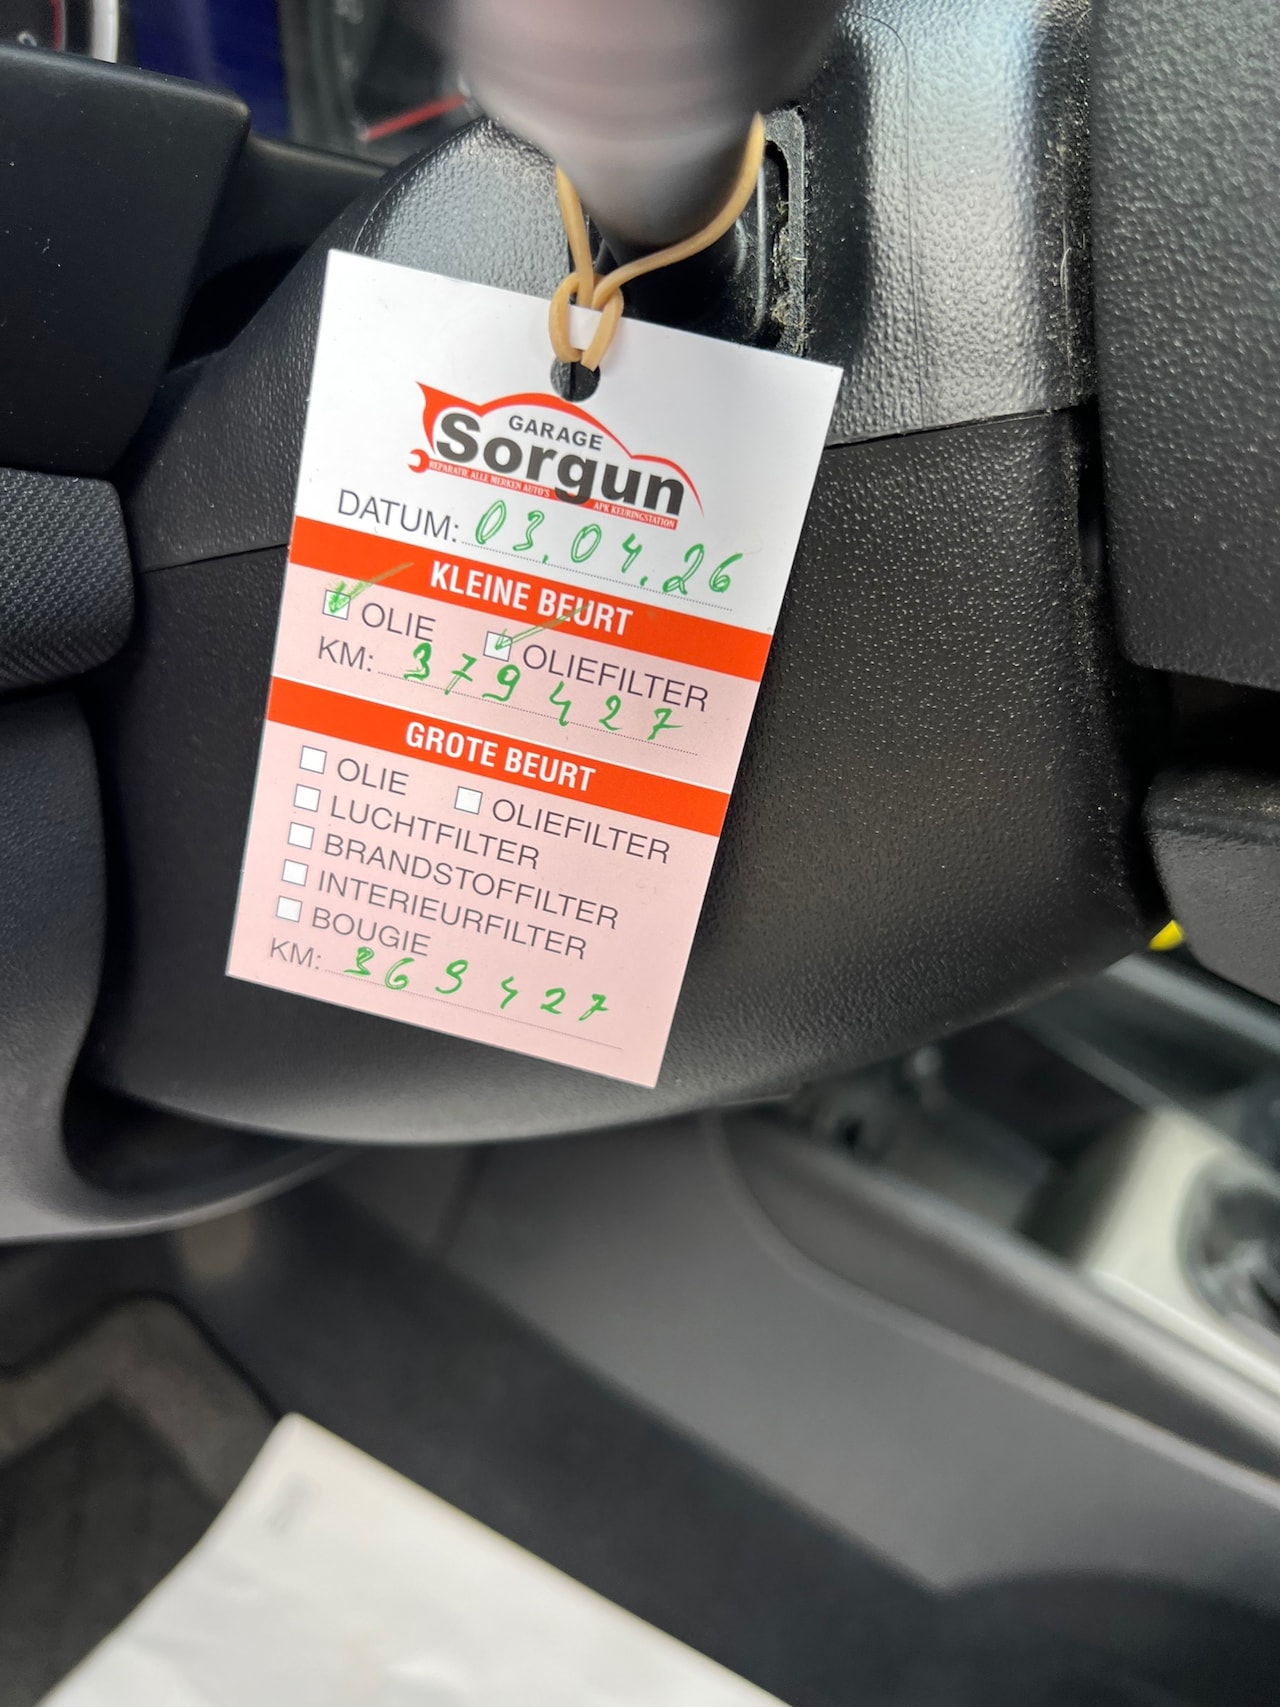 GARAGE
Sorgun
REPARATIE ALLE MERKEN AUTO'S
APK KEURINGSTATION
DATUM: 03.04.26
KLEINE BEURT
OLIE OLIEFILTER
KM: 379427
GROTE BEURT
OLIE OLIEFILTER
LUCHTFILTER
BRANDSTOFFILTER
INTERIEURFILTER
BOUGIE
KM: 369427